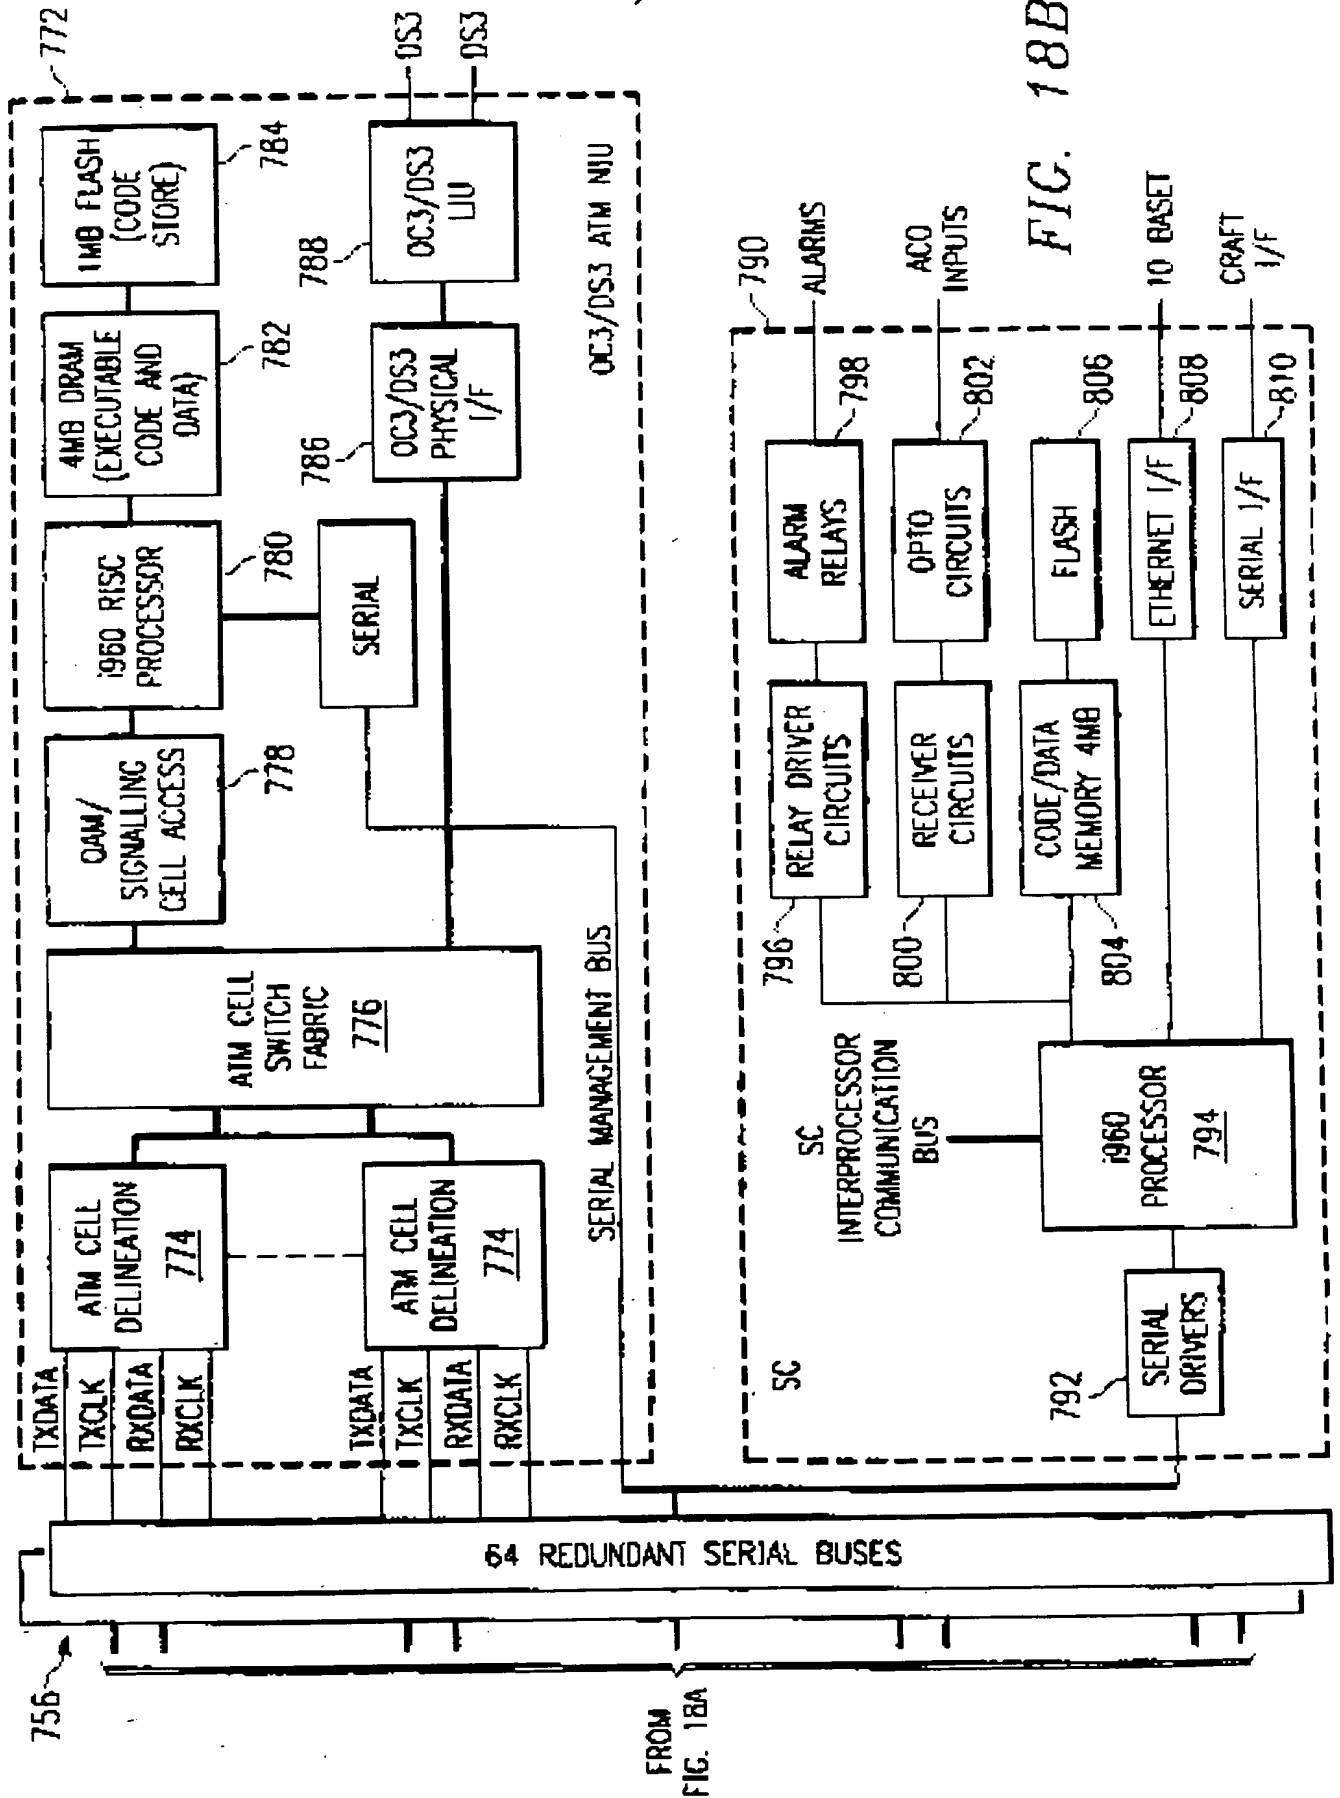 772
1MB FLASH
(CODE
STORE)
784
4MB DRAM
(EXECUTABLE
CODE AND
DATA)
782
i960 RISC
PROCESSOR
780
OAM/
SIGNALLING
CELL ACCESS
778
SERIAL
OC3/DS3
LIU
788
DS3
DS3
OC3/DS3
PHYSICAL
I/F
786
OC3/DS3 ATM NIU
ATM CELL
SWITCH
FABRIC
776
ATM CELL
DELINEATION
774
ATM CELL
DELINEATION
774
TXDATA
TXCLK
RXDATA
RXCLK
TXDATA
TXCLK
RXDATA
RXCLK
SERIAL MANAGEMENT BUS
64 REDUNDANT SERIAL BUSES
756
FROM
FIG. 18A
790
ALARMS
ACO
INPUTS
10 BASET
CRAFT
I/F
ALARM
RELAYS
798
OPTO
CIRCUITS
802
FLASH
806
ETHERNET I/F
808
SERIAL I/F
810
RELAY DRIVER
CIRCUITS
796
RECEIVER
CIRCUITS
800
CODE/DATA
MEMORY 4MB
804
SC
INTERPROCESSOR
COMMUNICATION
BUS
i960
PROCESSOR
794
SERIAL
DRIVERS
792
SC
FIG. 18B